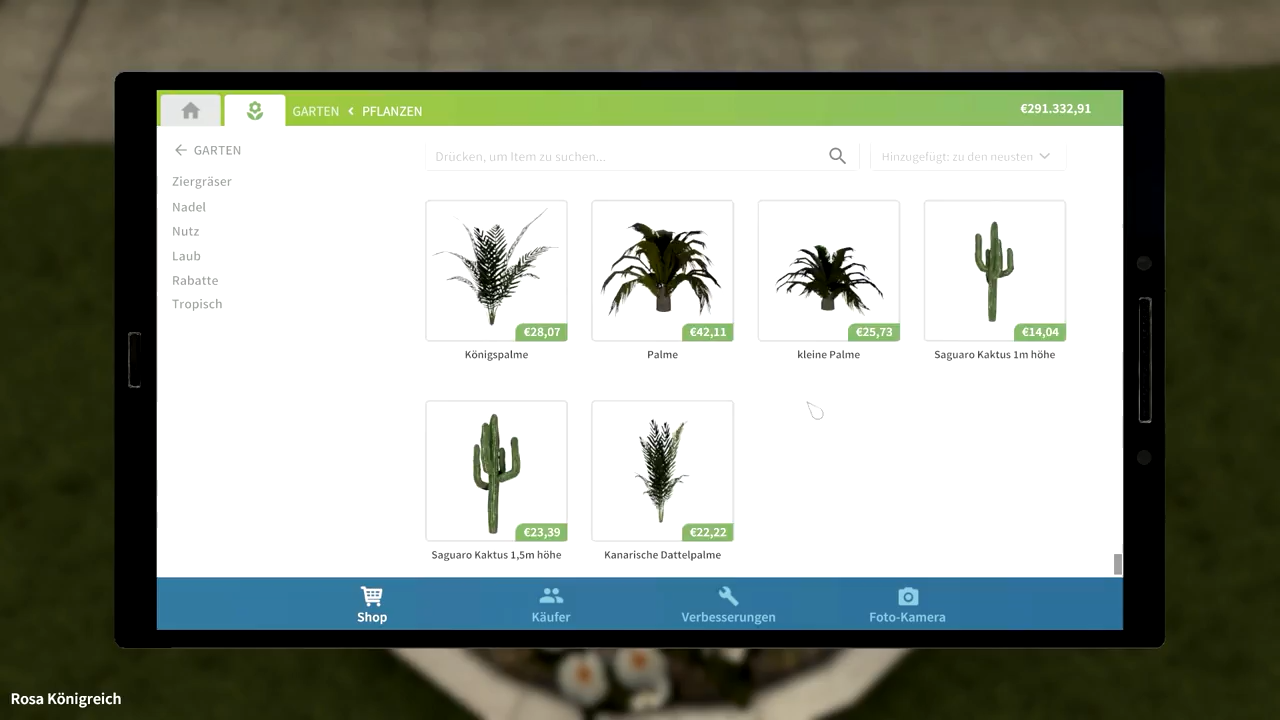 GARTEN < PFLANZEN
€291.332,91
← GARTEN
Drücken, um Item zu suchen...
Hinzugefügt: zu den neusten
Ziergräser
Nadel
Nutz
Laub
Rabatte
Tropisch
€28,07
€42,11
€25,73
€14,04
Königspalme
Palme
kleine Palme
Saguaro Kaktus 1m höhe
€23,39
€22,22
Saguaro Kaktus 1,5m höhe
Kanarische Dattelpalme
Shop
Käufer
Verbesserungen
Foto-Kamera
Rosa Königreich